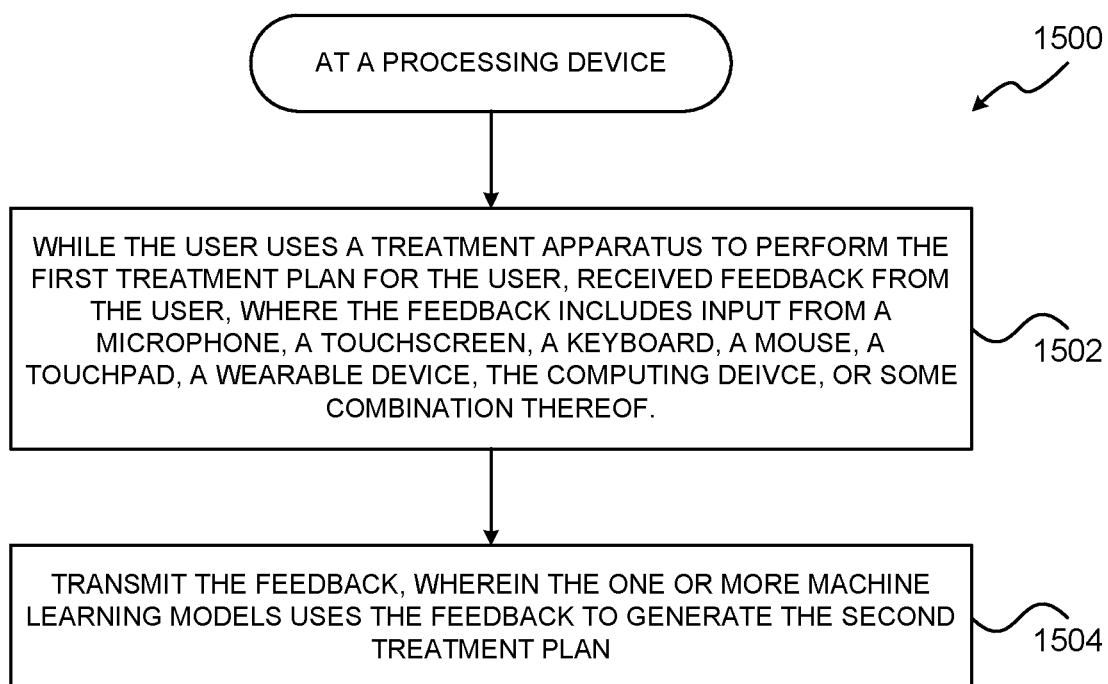 AT A PROCESSING DEVICE
1500
WHILE THE USER USES A TREATMENT APPARATUS TO PERFORM THE
FIRST TREATMENT PLAN FOR THE USER, RECEIVED FEEDBACK FROM
THE USER, WHERE THE FEEDBACK INCLUDES INPUT FROM A
MICROPHONE, A TOUCHSCREEN, A KEYBOARD, A MOUSE, A
TOUCHPAD, A WEARABLE DEVICE, THE COMPUTING DEIVCE, OR SOME
COMBINATION THEREOF.
1502
TRANSMIT THE FEEDBACK, WHEREIN THE ONE OR MORE MACHINE
LEARNING MODELS USES THE FEEDBACK TO GENERATE THE SECOND
TREATMENT PLAN
1504